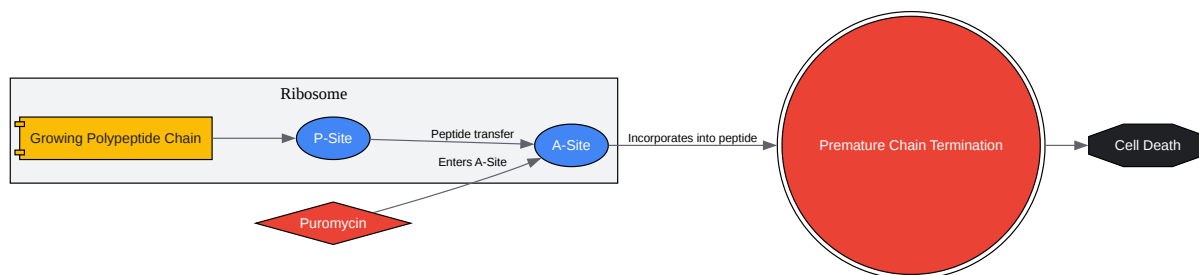 Ribosome
Growing Polypeptide Chain
P-Site
Peptide transfer
Enters A-Site
A-Site
Incorporates into peptide
Premature Chain Termination
Cell Death
Puromycin